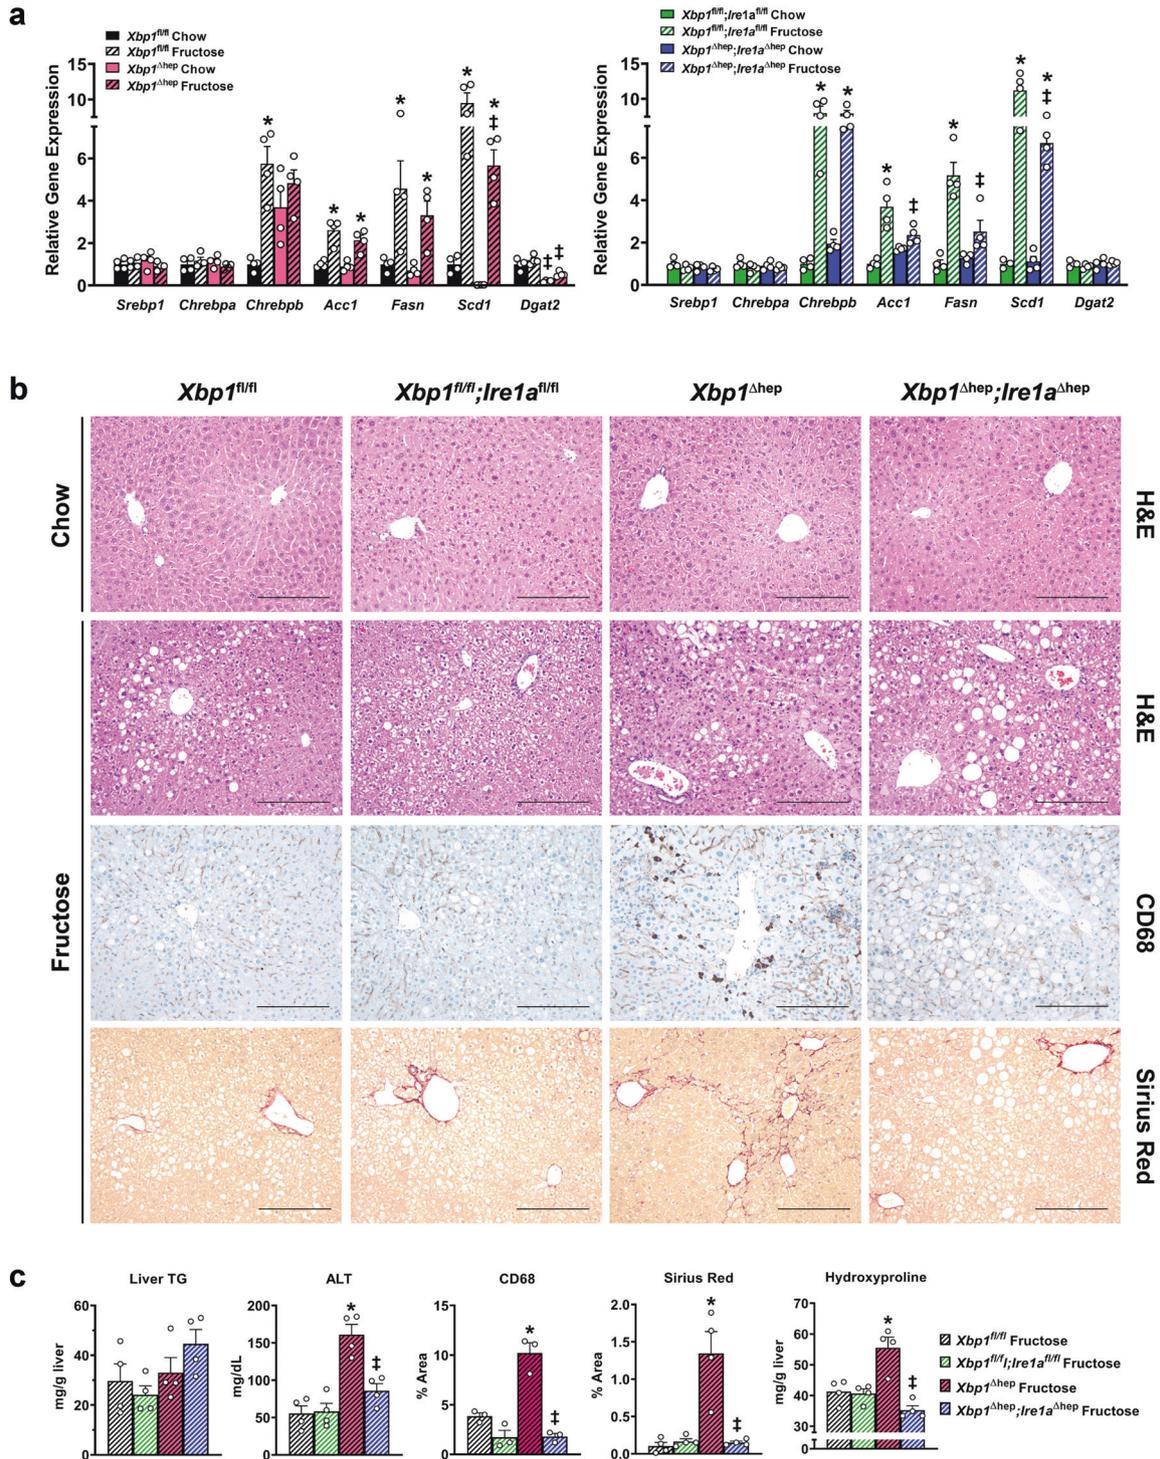 a
Xbp1fl/fl Chow
Xbp1fl/fl Fructose
Xbp1Δhep Chow
Xbp1Δhep Fructose
Relative Gene Expression
15
10
6
4
2
0
* * * * * * * ‡ ‡ ‡
Srebp1 Chrebpa Chrebpb Acc1 Fasn Scd1 Dgat2
Xbp1fl/fl;Ire1afl/fl Chow
Xbp1fl/fl;Ire1afl/fl Fructose
Xbp1Δhep;Ire1aΔhep Chow
Xbp1Δhep;Ire1aΔhep Fructose
Relative Gene Expression
15
10
6
4
2
0
* * * ‡ * ‡ * * ‡
Srebp1 Chrebpa Chrebpb Acc1 Fasn Scd1 Dgat2
b
Xbp1fl/fl Xbp1fl/fl;Ire1afl/fl Xbp1Δhep Xbp1Δhep;Ire1aΔhep
Chow
H&E
Fructose
H&E
CD68
Sirius Red
c
Liver TG
mg/g liver
60
40
20
0
ALT
mg/dL
200
150
100
50
0
* ‡
CD68
% Area
15
10
5
0
* ‡
Sirius Red
% Area
2.0
1.5
1.0
0.5
0.0
* ‡
Hydroxyproline
mg/g liver
70
60
50
40
30
0
* ‡
Xbp1fl/fl Fructose
Xbp1fl/fl;Ire1afl/fl Fructose
Xbp1Δhep Fructose
Xbp1Δhep;Ire1aΔhep Fructose